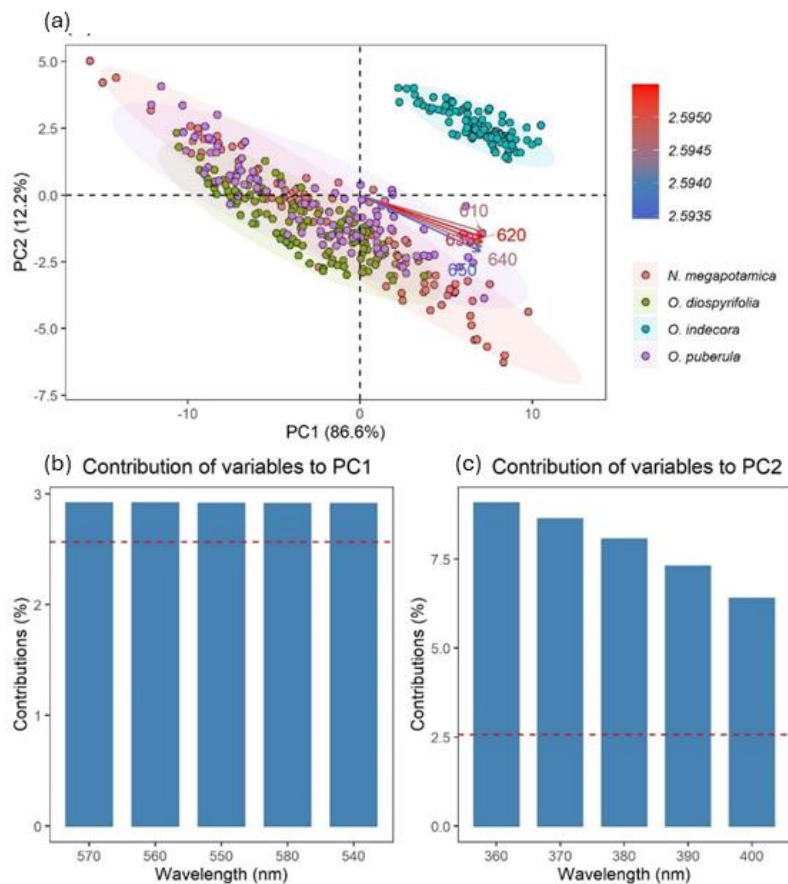 (a)
5.0
2.5
0.0
-2.5
-5.0
-7.5
PC2 (12.2%)
-10
0
10
PC1 (86.6%)
610
620
640
650
2.5950
2.5945
2.5940
2.5935
N. megapotamica
O. diospyrifolia
O. indecora
O. puberula
(b) Contribution of variables to PC1
3
2
1
0
Contributions (%)
570 560 550 580 540
Wavelength (nm)
(c) Contribution of variables to PC2
7.5
5.0
2.5
0.0
Contributions (%)
360 370 380 390 400
Wavelength (nm)